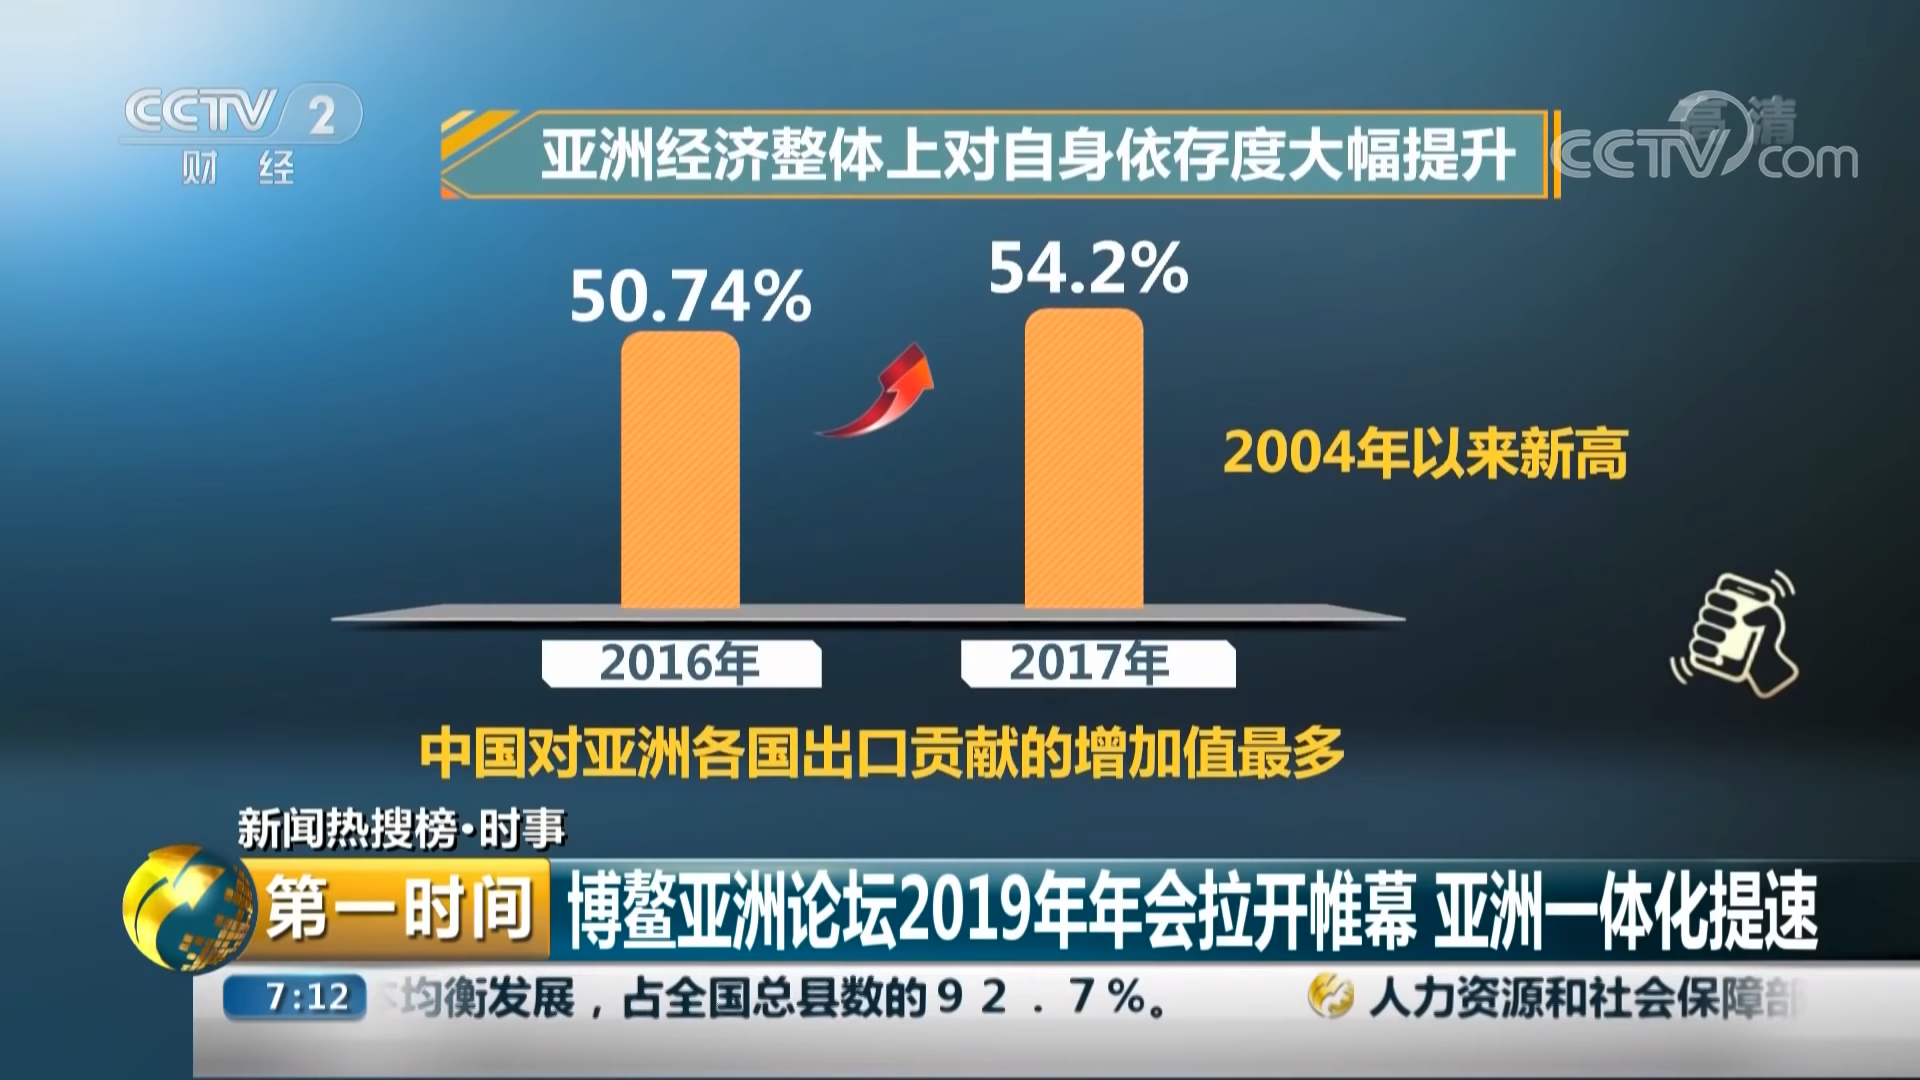 CCTV 2
财 经
高清
CCTV com
亚洲经济整体上对自身依存度大幅提升
50.74%
54.2%
2004年以来新高
2016年
2017年
中国对亚洲各国出口贡献的增加值最多
新闻热搜榜·时事
第一时间
博鳌亚洲论坛2019年年会拉开帷幕 亚洲一体化提速
7:12
均衡发展，占全国总县数的92．7%。
人力资源和社会保障部